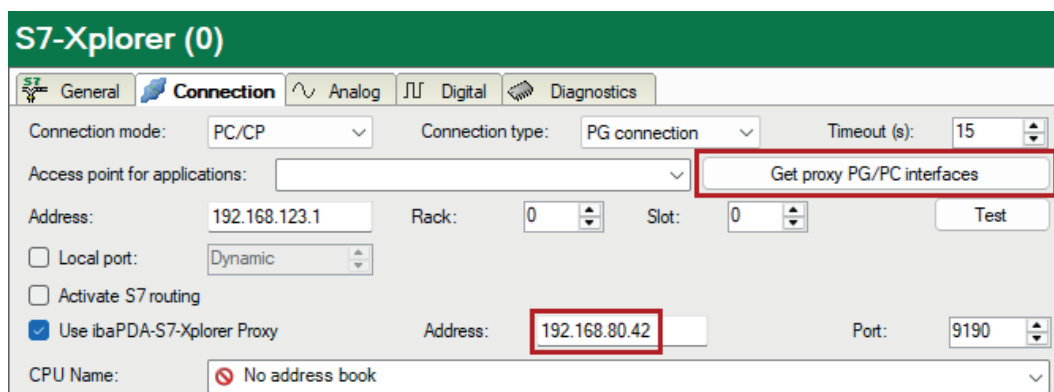 S7-Xplorer (0)
S7 General Connection Analog Digital Diagnostics
Connection mode: PC/CP Connection type: PG connection Timeout (s): 15
Access point for applications: Get proxy PG/PC interfaces
Address: 192.168.123.1 Rack: 0 Slot: 0 Test
Local port: Dynamic
Activate S7 routing
Use ibaPDA-S7-Xplorer Proxy Address: 192.168.80.42 Port: 9190
CPU Name: No address book